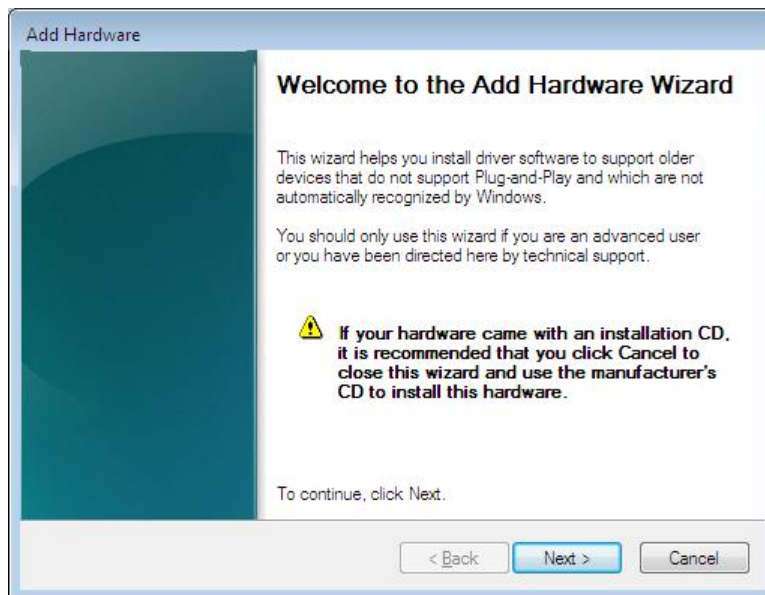 Add Hardware
Welcome to the Add Hardware Wizard
This wizard helps you install driver software to support older
devices that do not support Plug-and-Play and which are not
automatically recognized by Windows.
You should only use this wizard if you are an advanced user
or you have been directed here by technical support.
If your hardware came with an installation CD,
it is recommended that you click Cancel to
close this wizard and use the manufacturer's
CD to install this hardware.
To continue, click Next.
< Back Next > Cancel